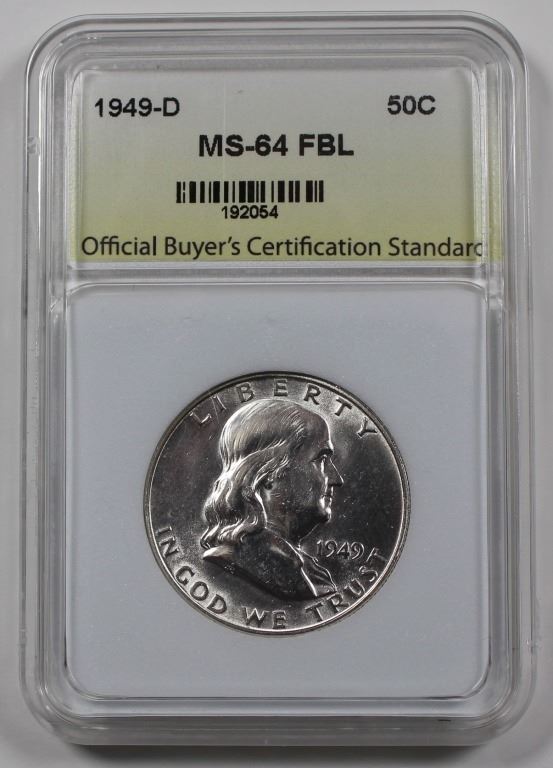 1949-D 50C
MS-64 FBL
192054
Official Buyer's Certification Standard
LIBERTY
1949
IN GOD WE TRUST